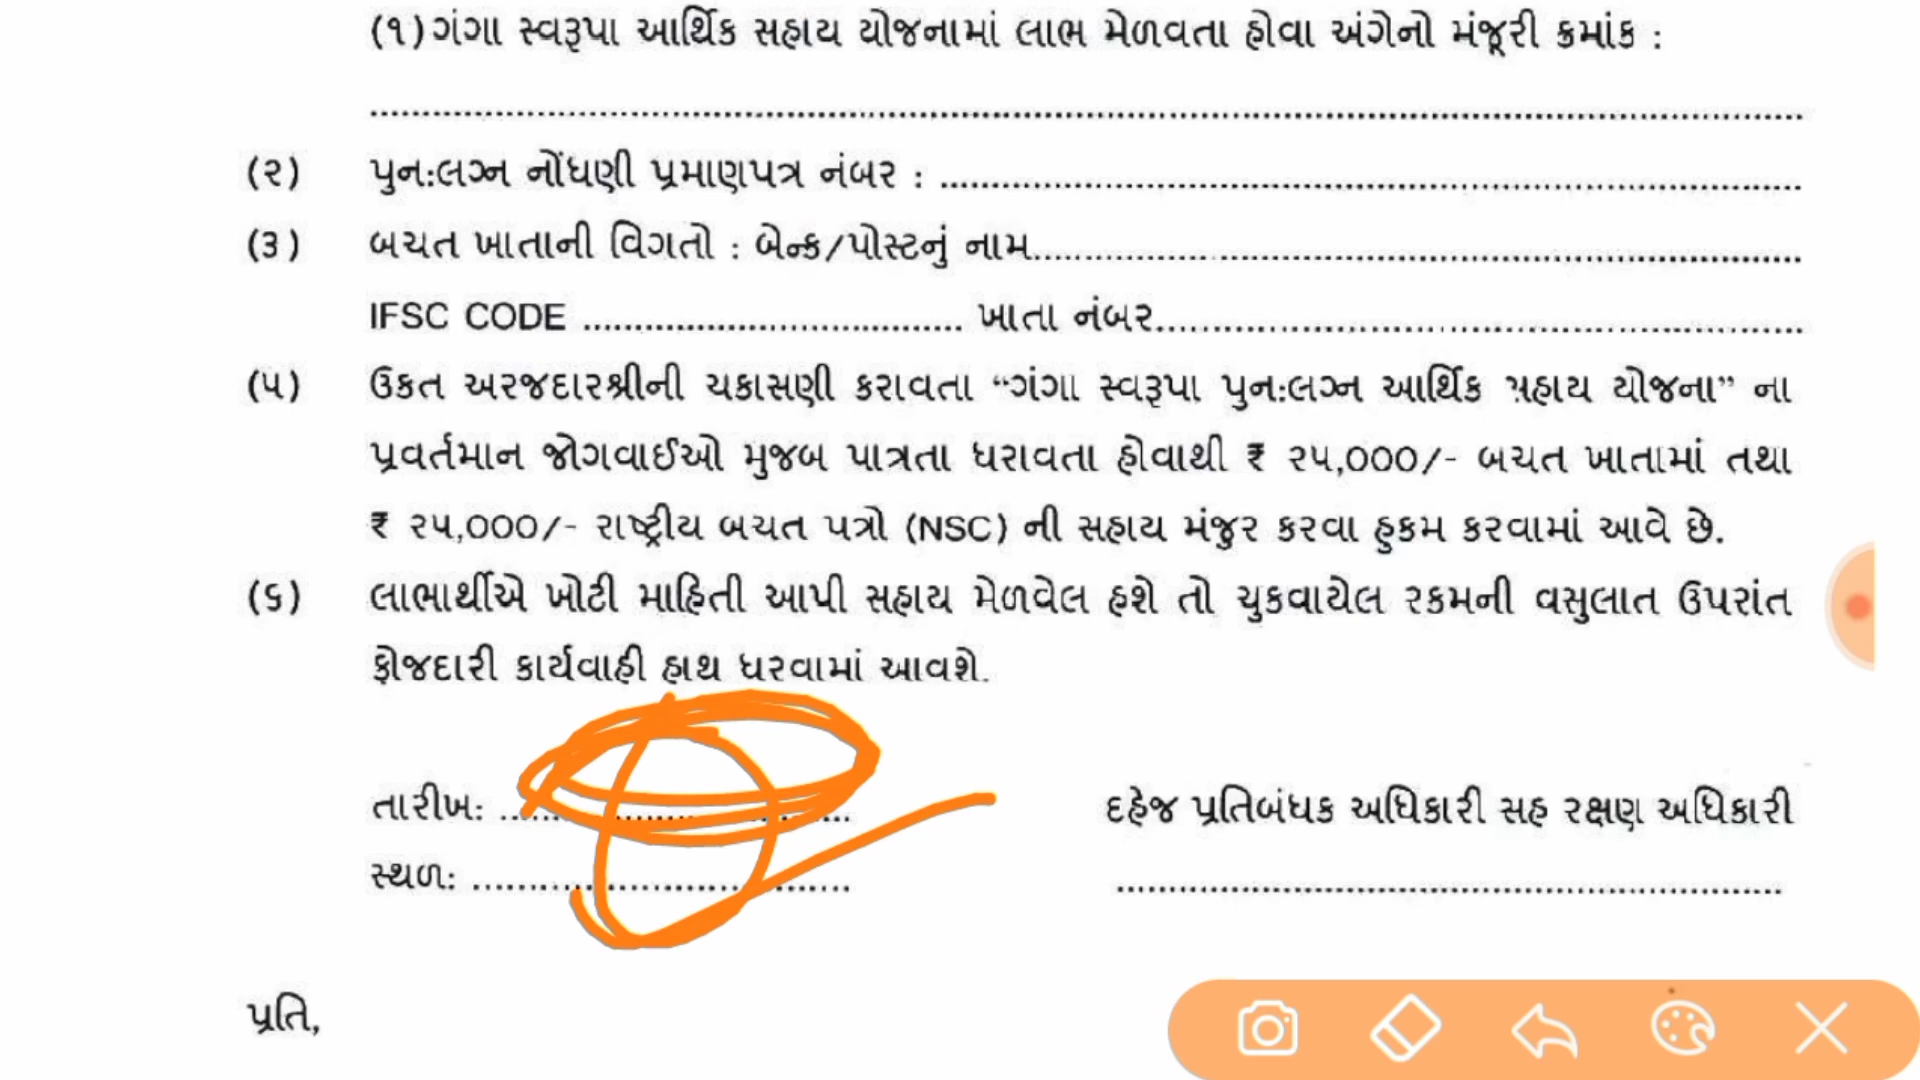 (૧) ગંગા સ્વરૂપા આર્થિક સહાય યોજનામાં લાભ મેળવતા હોવા અંગેનો મંજૂરી ક્રમાંક :
(૨) પુન:લગ્ન નોંધણી પ્રમાણપત્ર નંબર :
(૩) બચત ખાતાની વિગતો : બેન્ક/પોસ્ટનું નામ
IFSC CODE ખાતા નંબર
(૫) ઉકત અરજદારશ્રીની ચકાસણી કરાવતા “ગંગા સ્વરૂપા પુન:લગ્ન આર્થિક સહાય યોજના” ના
પ્રવર્તમાન જોગવાઈઓ મુજબ પાત્રતા ધરાવતા હોવાથી ₹ ૨૫,૦૦૦/- બચત ખાતામાં તથા
₹ ૨૫,૦૦૦/- રાષ્ટ્રીય બચત પત્રો (NSC) ની સહાય મંજુર કરવા હુકમ કરવામાં આવે છે.
(૬) લાભાર્થીએ ખોટી માહિતી આપી સહાય મેળવેલ હશે તો ચુકવાયેલ રકમની વસુલાત ઉપરાંત
ફોજદારી કાર્યવાહી હાથ ધરવામાં આવશે.
તારીખ: દહેજ પ્રતિબંધક અધિકારી સહ રક્ષણ અધિકારી
સ્થળ:
પ્રતિ,